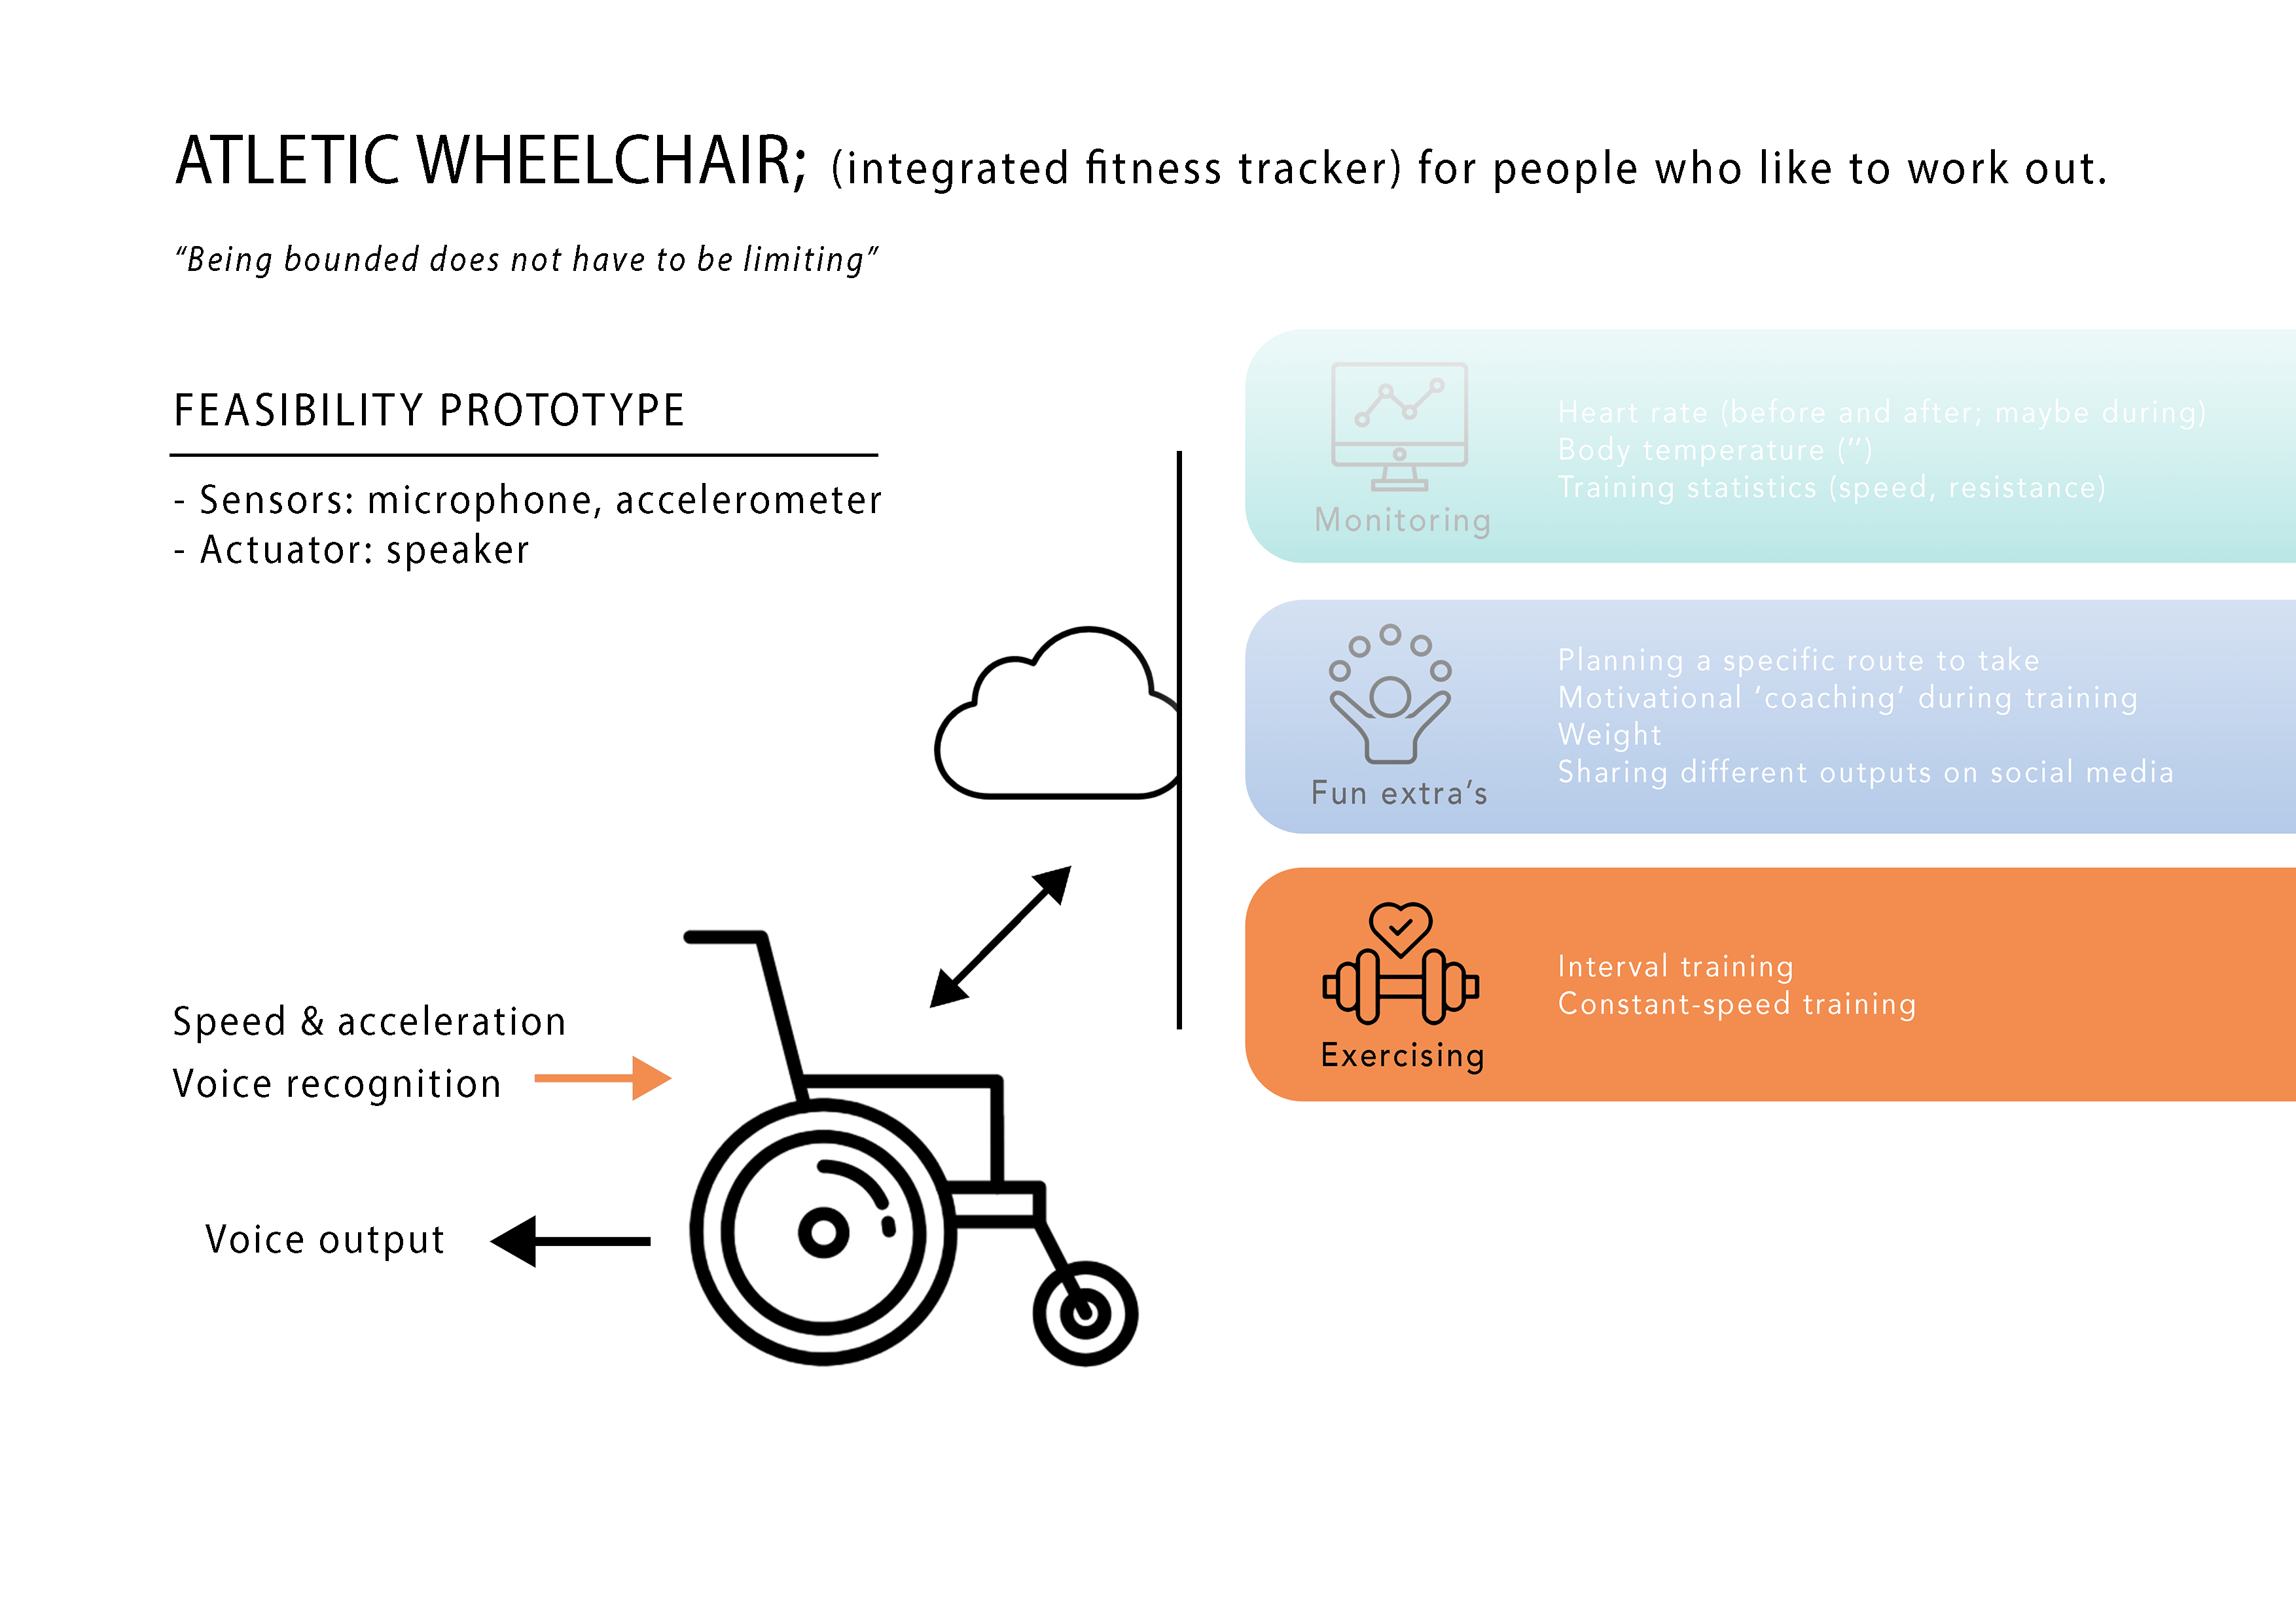 ATLETIC WHEELCHAIR; (integrated fitness tracker) for people who like to work out.
“Being bounded does not have to be limiting”
FEASIBILITY PROTOTYPE
- Sensors: microphone, accelerometer
- Actuator: speaker
Speed & acceleration
Voice recognition
Voice output
Heart rate (before and after; maybe during)
Body temperature (”)
Training statistics (speed, resistance)
Monitoring
Planning a specific route to take
Motivational ‘coaching’ during training
Weight
Sharing different outputs on social media
Fun extra’s
Interval training
Constant-speed training
Exercising